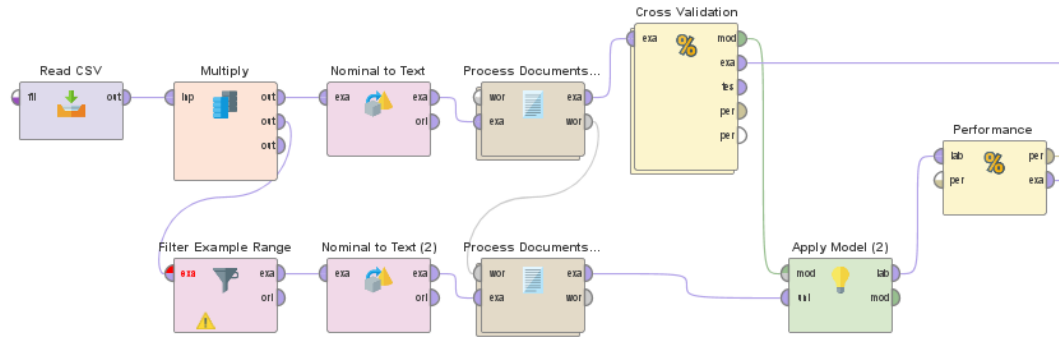 Cross Validation
exa
mod
exa
tes
per
per
Read CSV
fil
out
Multiply
inp
out
out
out
Nominal to Text
exa
exa
ori
Process Documents...
wor
exa
exa
wor
Performance
lab
per
per
exa
Filter Example Range
exa
exa
ori
Nominal to Text (2)
exa
exa
ori
Process Documents...
wor
exa
exa
wor
Apply Model (2)
mod
lab
unl
mod